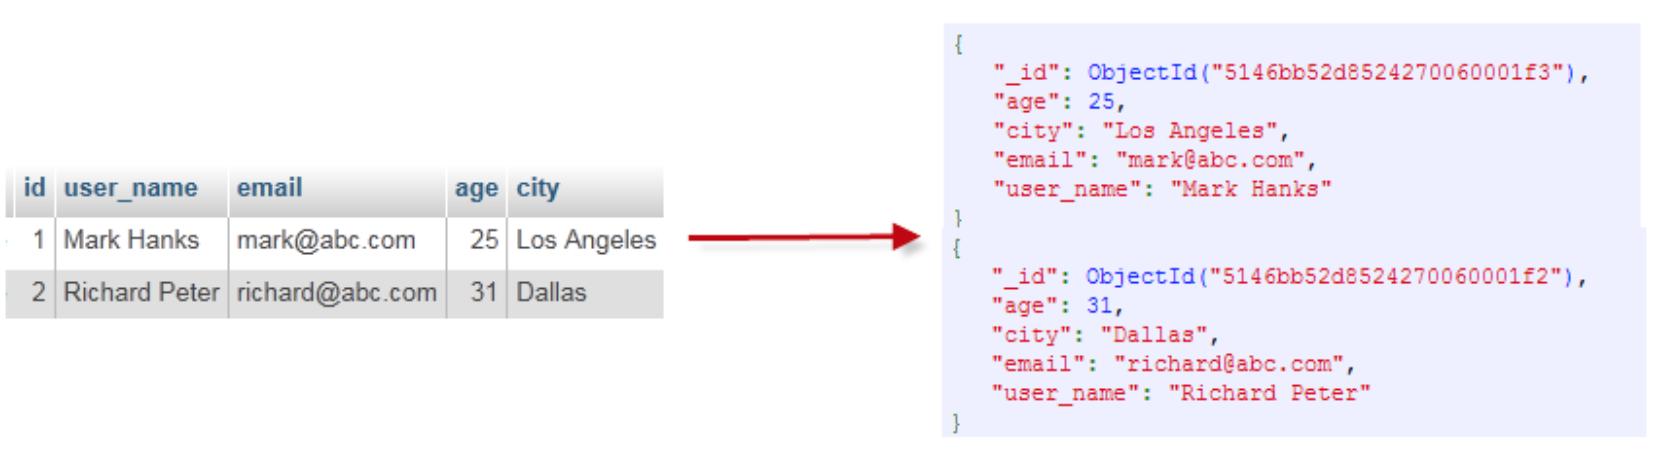 id user_name email age city
1 Mark Hanks mark@abc.com 25 Los Angeles
2 Richard Peter richard@abc.com 31 Dallas
{
"_id": ObjectId("5146bb52d8524270060001f3"),
"age": 25,
"city": "Los Angeles",
"email": "mark@abc.com",
"user_name": "Mark Hanks"
}
{
"_id": ObjectId("5146bb52d8524270060001f2"),
"age": 31,
"city": "Dallas",
"email": "richard@abc.com",
"user_name": "Richard Peter"
}